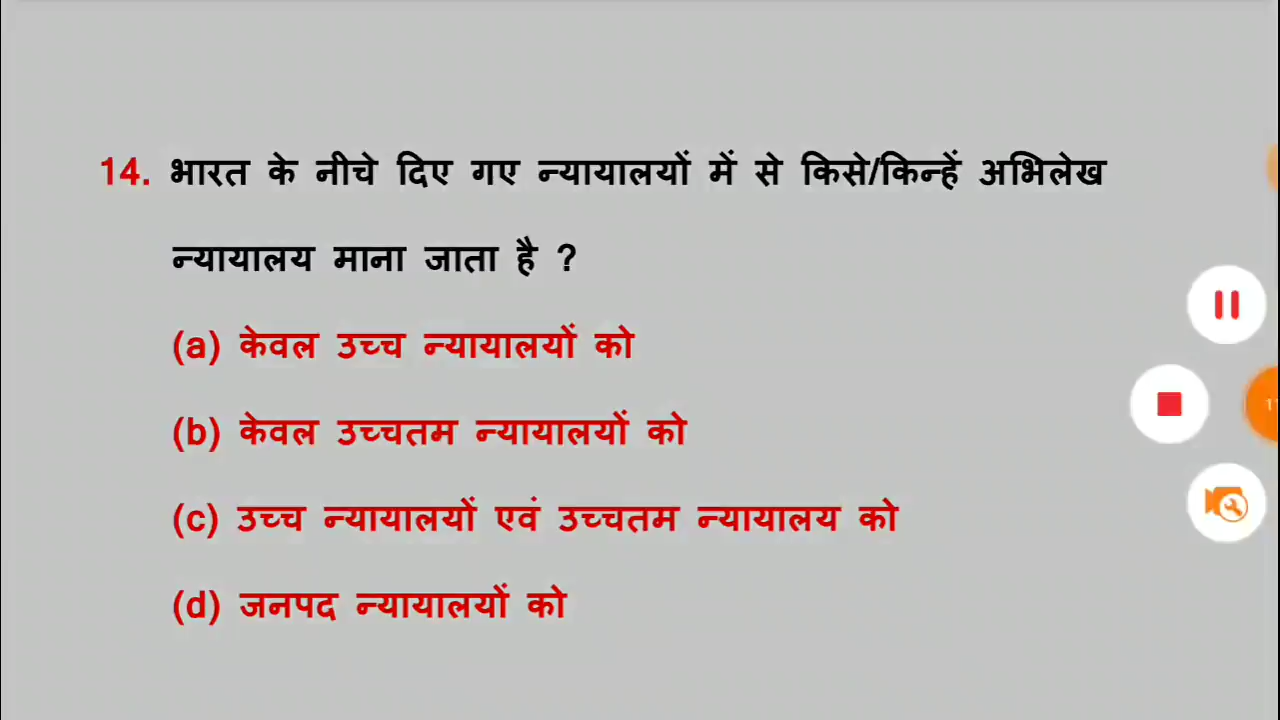 14. भारत के नीचे दिए गए न्यायालयों में से किसे/किन्हें अभिलेख
न्यायालय माना जाता है ?
(a) केवल उच्च न्यायालयों को
(b) केवल उच्चतम न्यायालयों को
(c) उच्च न्यायालयों एवं उच्चतम न्यायालय को
(d) जनपद न्यायालयों को